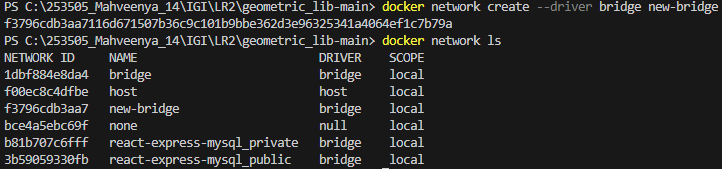 PS C:\253505_Mahveenya_14\IGI\LR2\geometric_lib-main> docker network create --driver bridge new-bridge
f3796cdb3aa7116d671507b36c9c101b9bbe362d3e96325341a4064ef1c7b79a
PS C:\253505_Mahveenya_14\IGI\LR2\geometric_lib-main> docker network ls
NETWORK ID     NAME                          DRIVER    SCOPE
1dbf884e8da4   bridge                        bridge    local
f00ec8c4dfbe   host                          host      local
f3796cdb3aa7   new-bridge                    bridge    local
bce4a5ebc69f   none                          null      local
b81b707c6fff   react-express-mysql_private   bridge    local
3b59059330fb   react-express-mysql_public    bridge    local